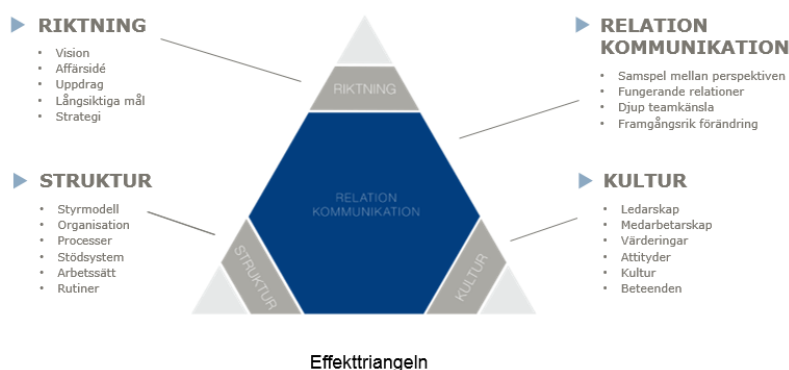 RIKTNING
Vision
Affärsidé
Uppdrag
Långsiktiga mål
Strategi
RELATION
KOMMUNIKATION
Samspel mellan perspektiven
Fungerande relationer
Djup teamkänsla
Framgångsrik förändring
RIKTNING
RELATION
KOMMUNIKATION
STRUKTUR
Styrmodell
Organisation
Processer
Stödsystem
Arbetssätt
Rutiner
STRUKTUR
KULTUR
KULTUR
Ledarskap
Medarbetarskap
Värderingar
Attityder
Kultur
Beteenden
Effekttriangeln